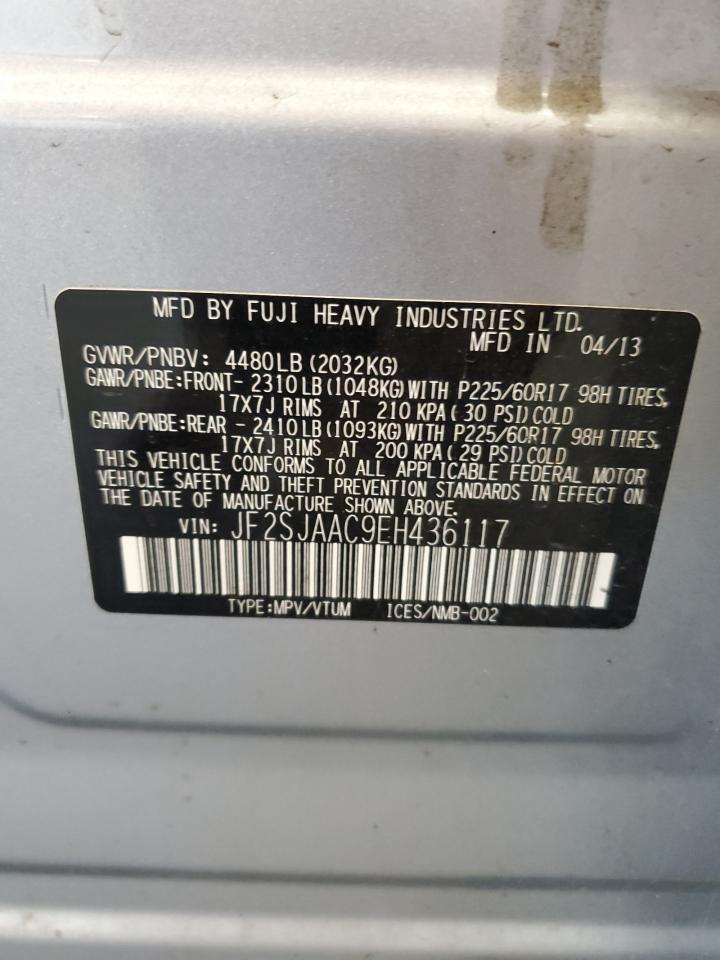 MFD BY FUJI HEAVY INDUSTRIES LTD.
MFD IN 04/13
GVWR/PNBV: 4480LB (2032KG)
GAWR/PNBE:FRONT- 2310LB (1048KG) WITH P225/60R17 98H TIRES,
17X7J RIMS AT 210 KPA ( 30 PSI) COLD
GAWR/PNBE:REAR - 2410LB (1093KG) WITH P225/60R17 98H TIRES,
17X7J RIMS AT 200 KPA ( 29 PSI) COLD
THIS VEHICLE CONFORMS TO ALL APPLICABLE FEDERAL MOTOR
VEHICLE SAFETY AND THEFT PREVENTION STANDARDS IN EFFECT ON
THE DATE OF MANUFACTURE SHOWN ABOVE.
VIN: JF2SJAAC9EH436117
TYPE:MPV/VTUM ICES/NMB-002